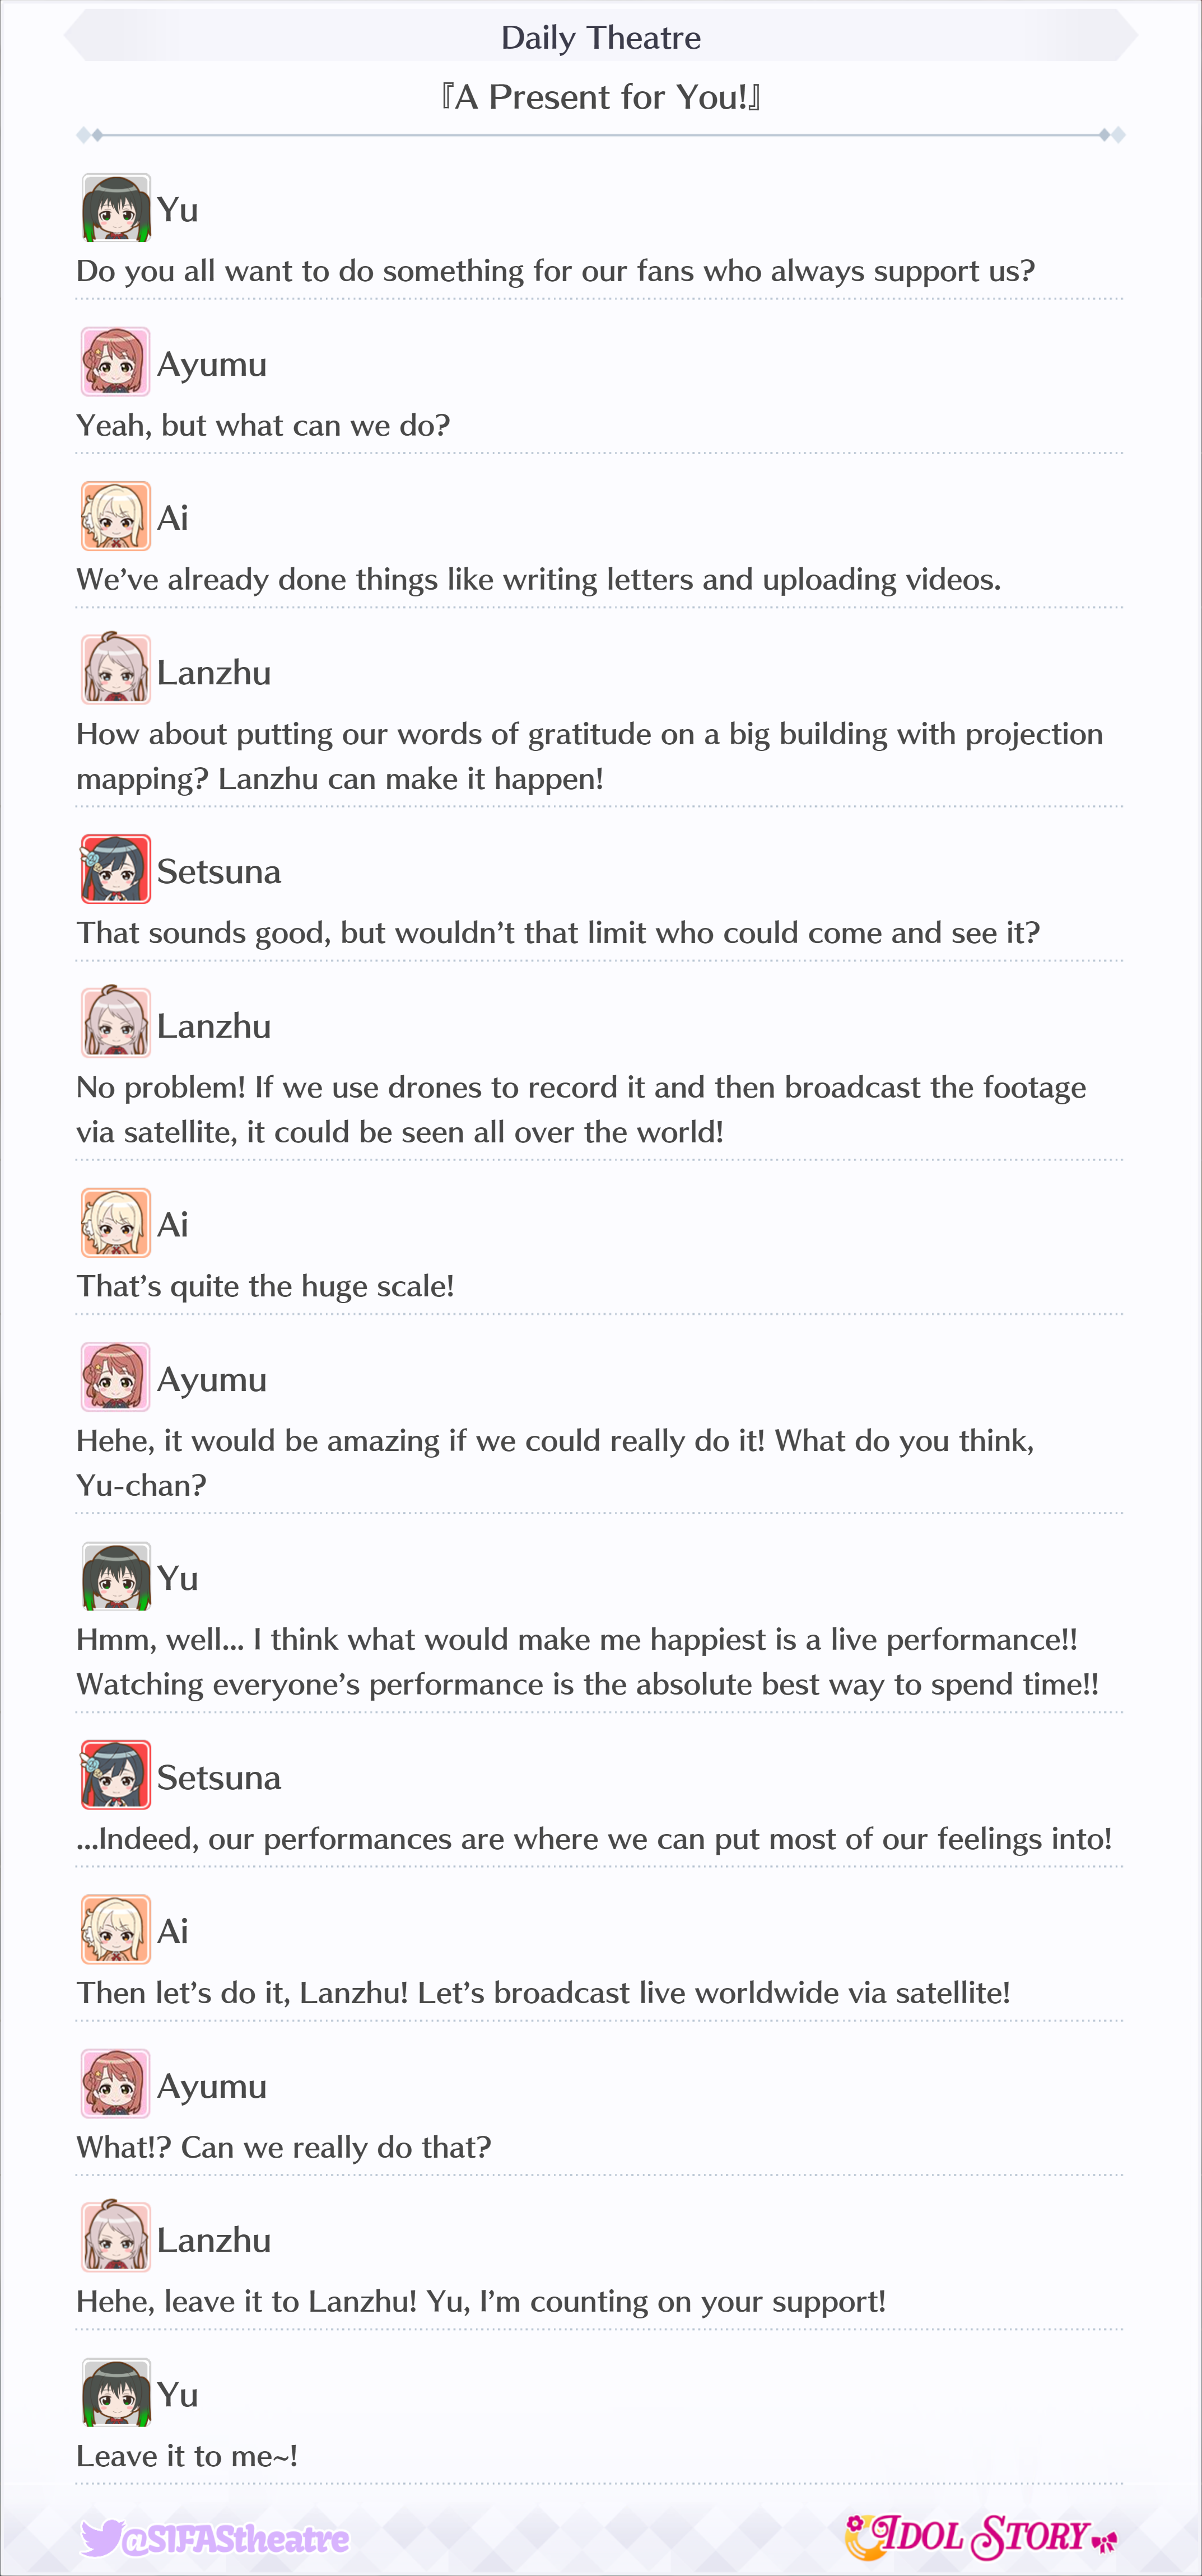 Daily Theatre
『A Present for You!』
Yu
Do you all want to do something for our fans who always support us?
Ayumu
Yeah, but what can we do?
Ai
We’ve already done things like writing letters and uploading videos.
Lanzhu
How about putting our words of gratitude on a big building with projection
mapping? Lanzhu can make it happen!
Setsuna
That sounds good, but wouldn’t that limit who could come and see it?
Lanzhu
No problem! If we use drones to record it and then broadcast the footage
via satellite, it could be seen all over the world!
Ai
That’s quite the huge scale!
Ayumu
Hehe, it would be amazing if we could really do it! What do you think,
Yu-chan?
Yu
Hmm, well... I think what would make me happiest is a live performance!!
Watching everyone’s performance is the absolute best way to spend time!!
Setsuna
...Indeed, our performances are where we can put most of our feelings into!
Ai
Then let’s do it, Lanzhu! Let’s broadcast live worldwide via satellite!
Ayumu
What!? Can we really do that?
Lanzhu
Hehe, leave it to Lanzhu! Yu, I’m counting on your support!
Yu
Leave it to me~!
@SIFAStheatre
IDOL STORY